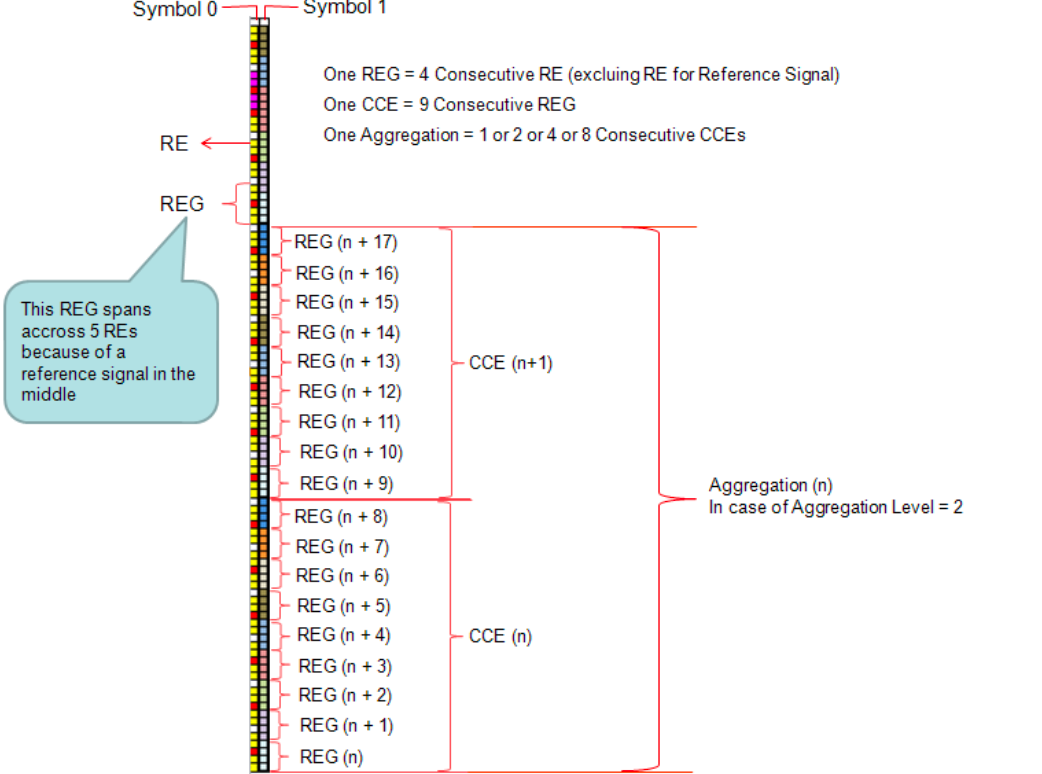 Symbol 0
Symbol 1
One REG = 4 Consecutive RE (excluing RE for Reference Signal)
One CCE = 9 Consecutive REG
One Aggregation = 1 or 2 or 4 or 8 Consecutive CCEs
RE
REG
This REG spans
accross 5 REs
because of a
reference signal in the
middle
REG (n + 17)
REG (n + 16)
REG (n + 15)
REG (n + 14)
REG (n + 13)
REG (n + 12)
REG (n + 11)
REG (n + 10)
REG (n + 9)
CCE (n+1)
REG (n + 8)
REG (n + 7)
REG (n + 6)
REG (n + 5)
REG (n + 4)
REG (n + 3)
REG (n + 2)
REG (n + 1)
REG (n)
CCE (n)
Aggregation (n)
In case of Aggregation Level = 2